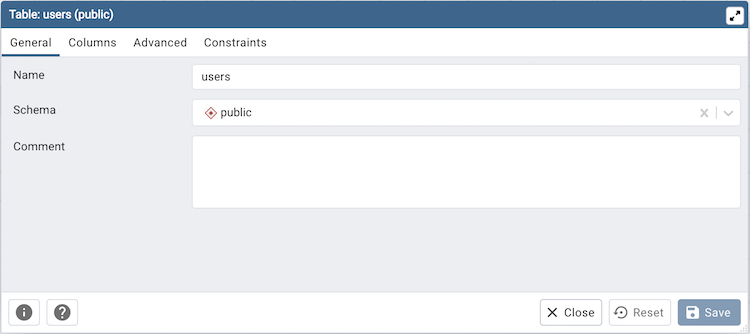 Table: users (public)
General Columns Advanced Constraints
Name users
Schema public
Comment
Close Reset Save